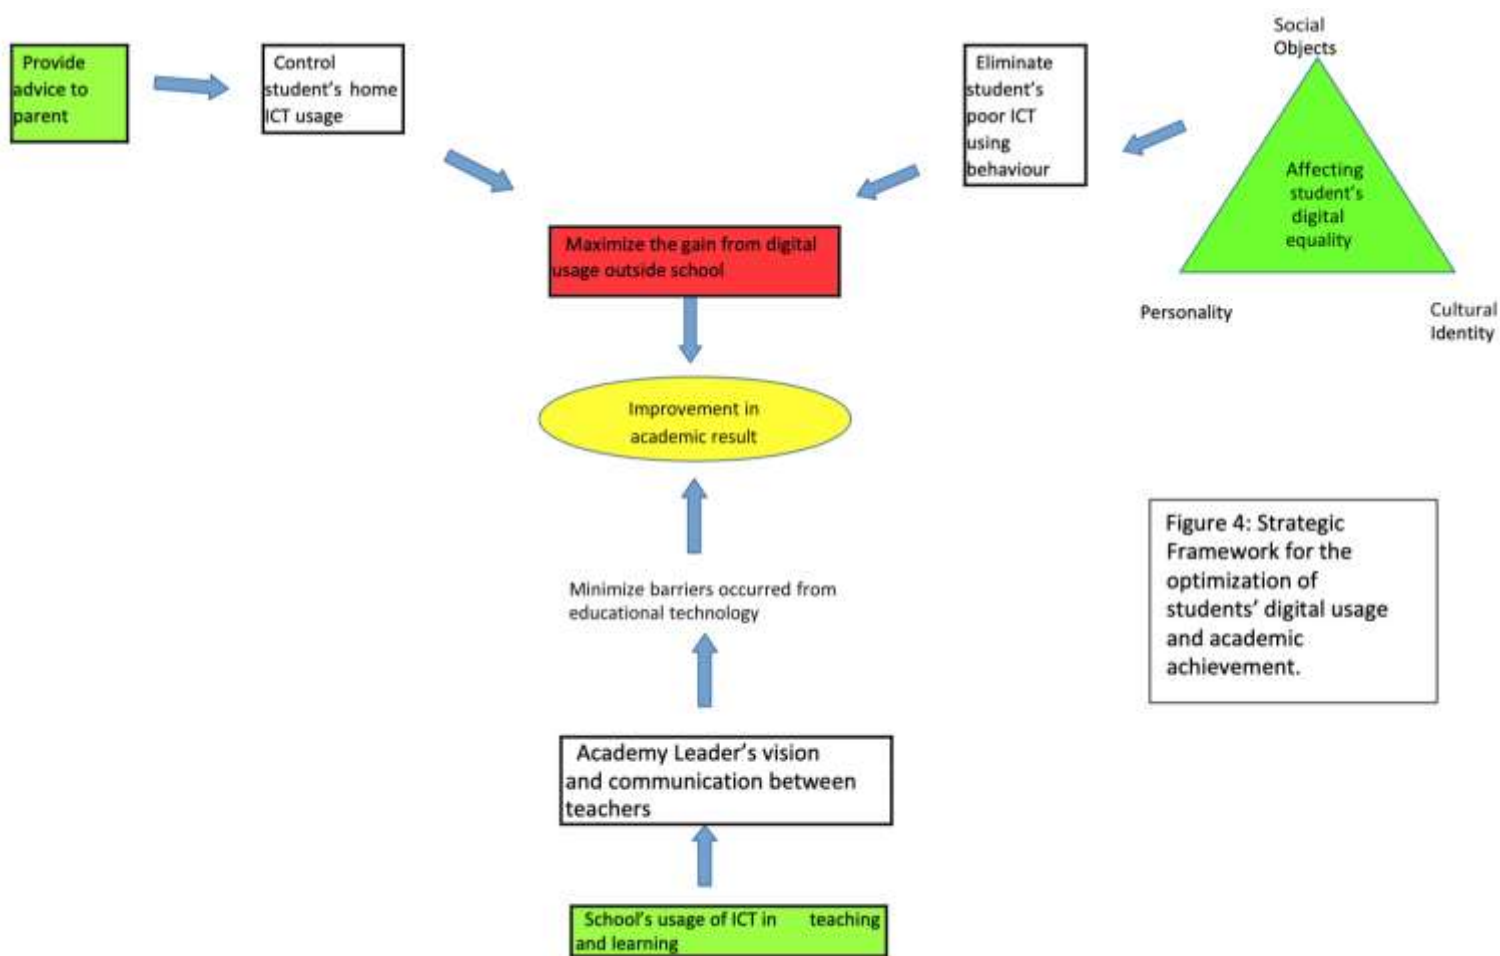 Provide
advice to
parent
Control
student's home
ICT usage
Eliminate
student's
poor ICT
using
behaviour
Social
Objects
Affecting
student's
digital
equality
Personality
Cultural
Identity
Maximize the gain from digital
usage outside school
Improvement in
academic result
Minimize barriers occurred from
educational technology
Academy Leader's vision
and communication between
teachers
School's usage of ICT in teaching
and learning
Figure 4: Strategic
Framework for the
optimization of
students' digital usage
and academic
achievement.